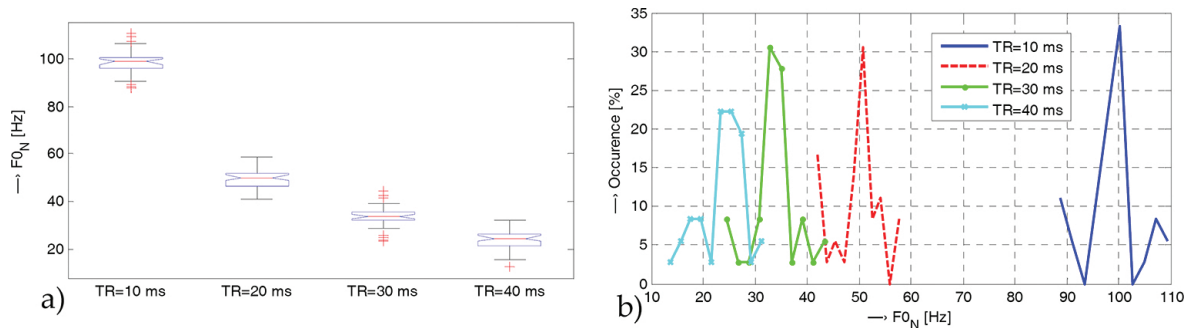 100
80
60
40
20
→ F0N [Hz]
TR=10 ms TR=20 ms TR=30 ms TR=40 ms
a)
35
30
25
20
15
10
5
0
→ Occurence [%]
TR=10 ms
TR=20 ms
TR=30 ms
TR=40 ms
10 20 30 40 50 60 70 80 90 100 110
→ F0N [Hz]
b)